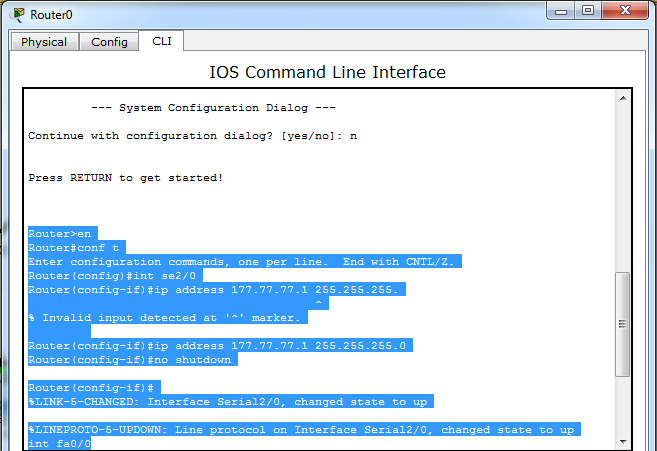 Router0
Physical Config CLI
IOS Command Line Interface
--- System Configuration Dialog ---
Continue with configuration dialog? [yes/no]: n
Press RETURN to get started!
Router>en
Router#conf t
Enter configuration commands, one per line.  End with CNTL/Z.
Router(config)#int se2/0
Router(config-if)#ip address 177.77.77.1 255.255.255.
^
% Invalid input detected at '^' marker.
Router(config-if)#ip address 177.77.77.1 255.255.255.0
Router(config-if)#no shutdown
Router(config-if)#
%LINK-5-CHANGED: Interface Serial2/0, changed state to up
%LINEPROTO-5-UPDOWN: Line protocol on Interface Serial2/0, changed state to up
int fa0/0